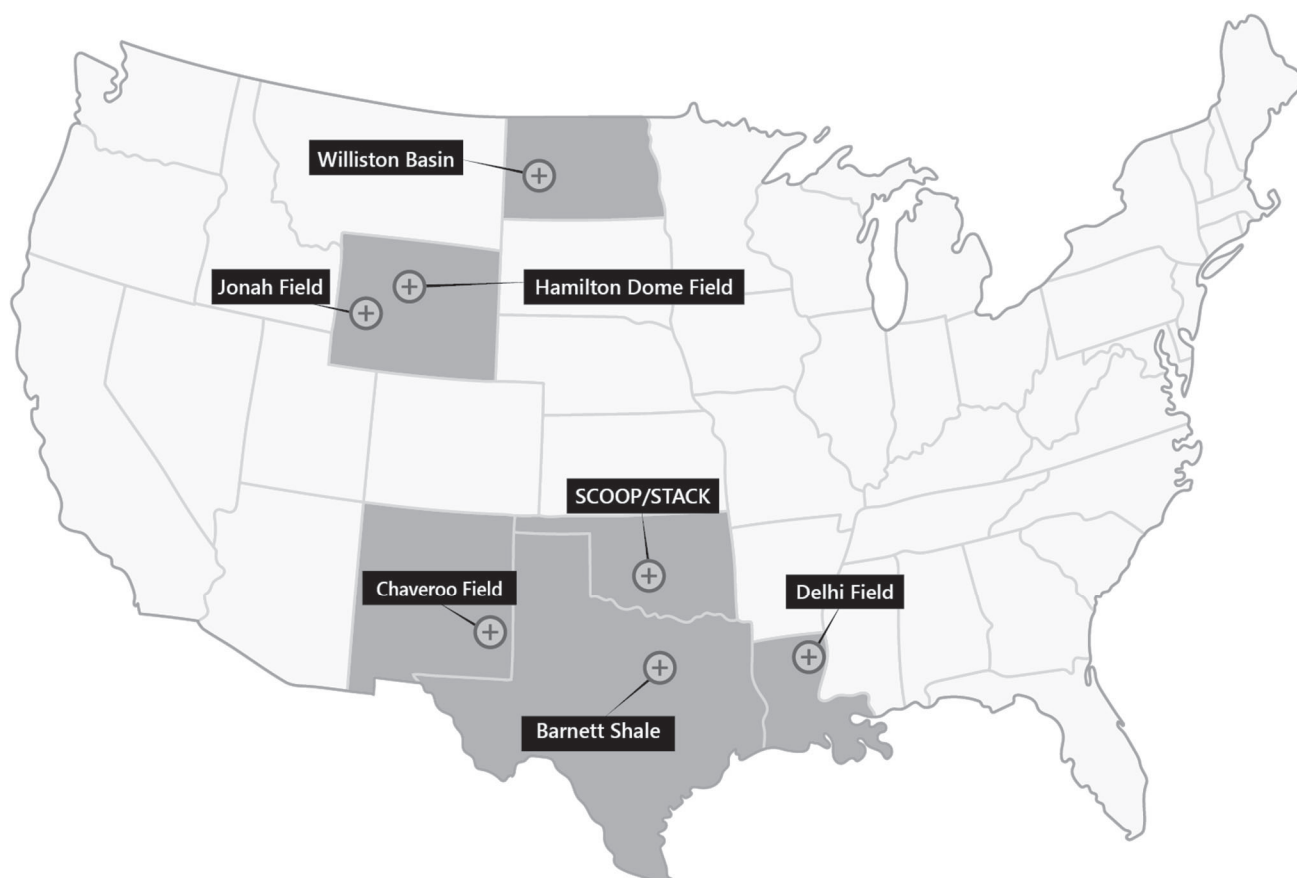 Williston Basin
Jonah Field
Hamilton Dome Field
SCOOP/STACK
Chaveroo Field
Delhi Field
Barnett Shale